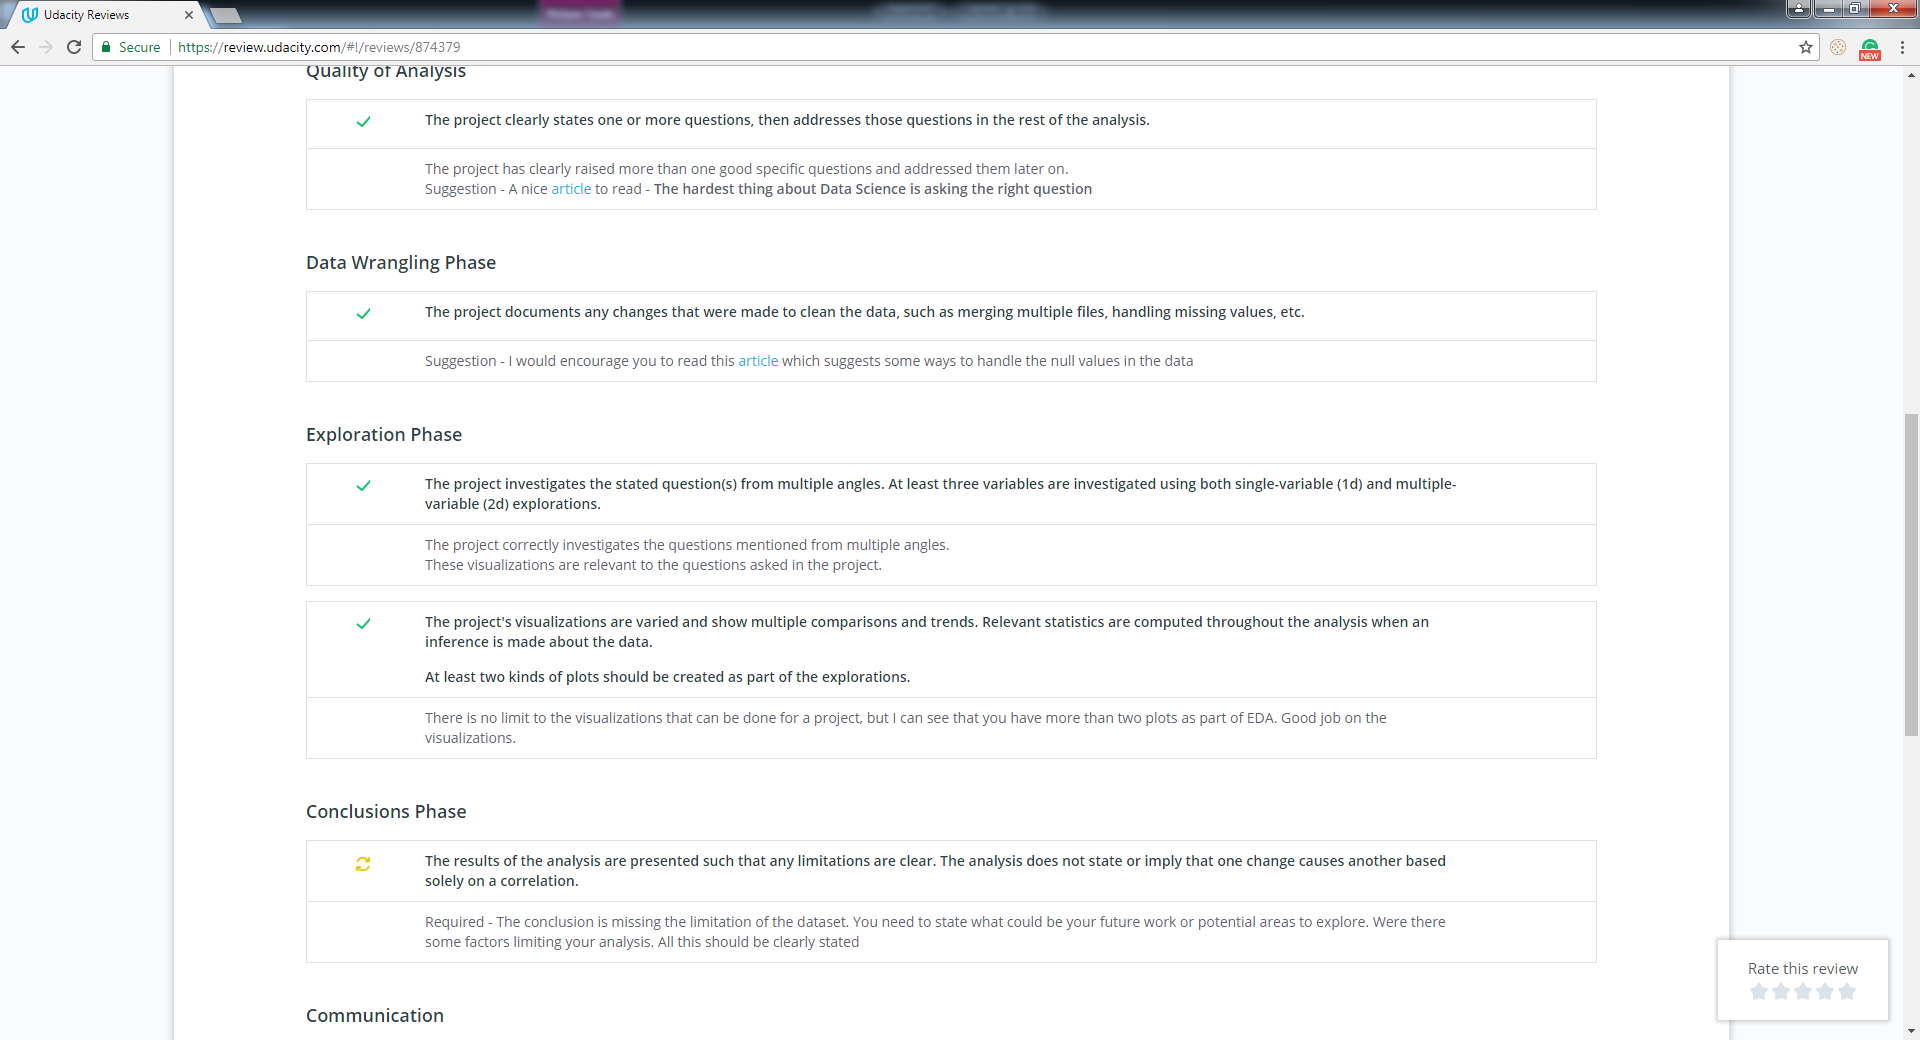 Udacity Reviews
Secure
https://review.udacity.com/#!/reviews/874379
NEW
Quality of Analysis
The project clearly states one or more questions, then addresses those questions in the rest of the analysis.
The project has clearly raised more than one good specific questions and addressed them later on.
Suggestion - A nice article to read - The hardest thing about Data Science is asking the right question
Data Wrangling Phase
The project documents any changes that were made to clean the data, such as merging multiple files, handling missing values, etc.
Suggestion - I would encourage you to read this article which suggests some ways to handle the null values in the data
Exploration Phase
The project investigates the stated question(s) from multiple angles. At least three variables are investigated using both single-variable (1d) and multiple-
variable (2d) explorations.
The project correctly investigates the questions mentioned from multiple angles.
These visualizations are relevant to the questions asked in the project.
The project's visualizations are varied and show multiple comparisons and trends. Relevant statistics are computed throughout the analysis when an
inference is made about the data.
At least two kinds of plots should be created as part of the explorations.
There is no limit to the visualizations that can be done for a project, but I can see that you have more than two plots as part of EDA. Good job on the
visualizations.
Conclusions Phase
The results of the analysis are presented such that any limitations are clear. The analysis does not state or imply that one change causes another based
solely on a correlation.
Required - The conclusion is missing the limitation of the dataset. You need to state what could be your future work or potential areas to explore. Were there
some factors limiting your analysis. All this should be clearly stated
Rate this review
Communication